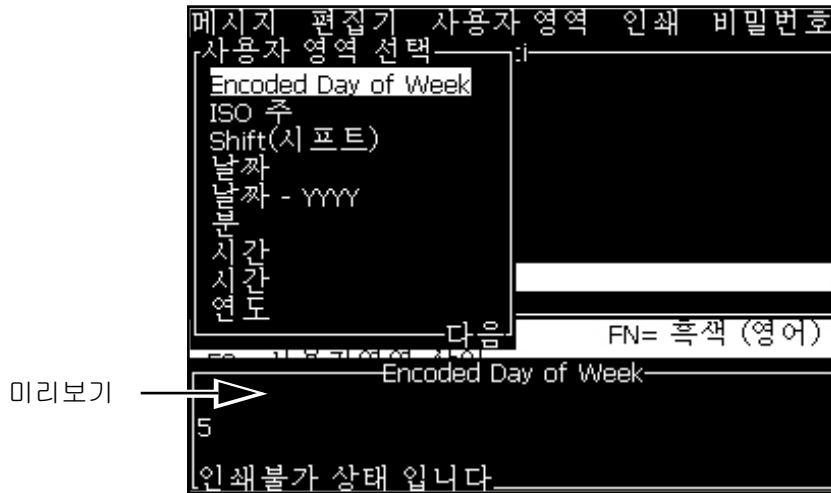 메시지 편집기 사용자 영역 인쇄 비밀번호
사용자 영역 선택
Encoded Day of Week
ISO 주
Shift(시프트)
날짜
날짜 - YYYY
분
시간
시간
연도
다음
FN= 흑색 (영어)
Encoded Day of Week
미리보기
5
인쇄불가 상태 입니다